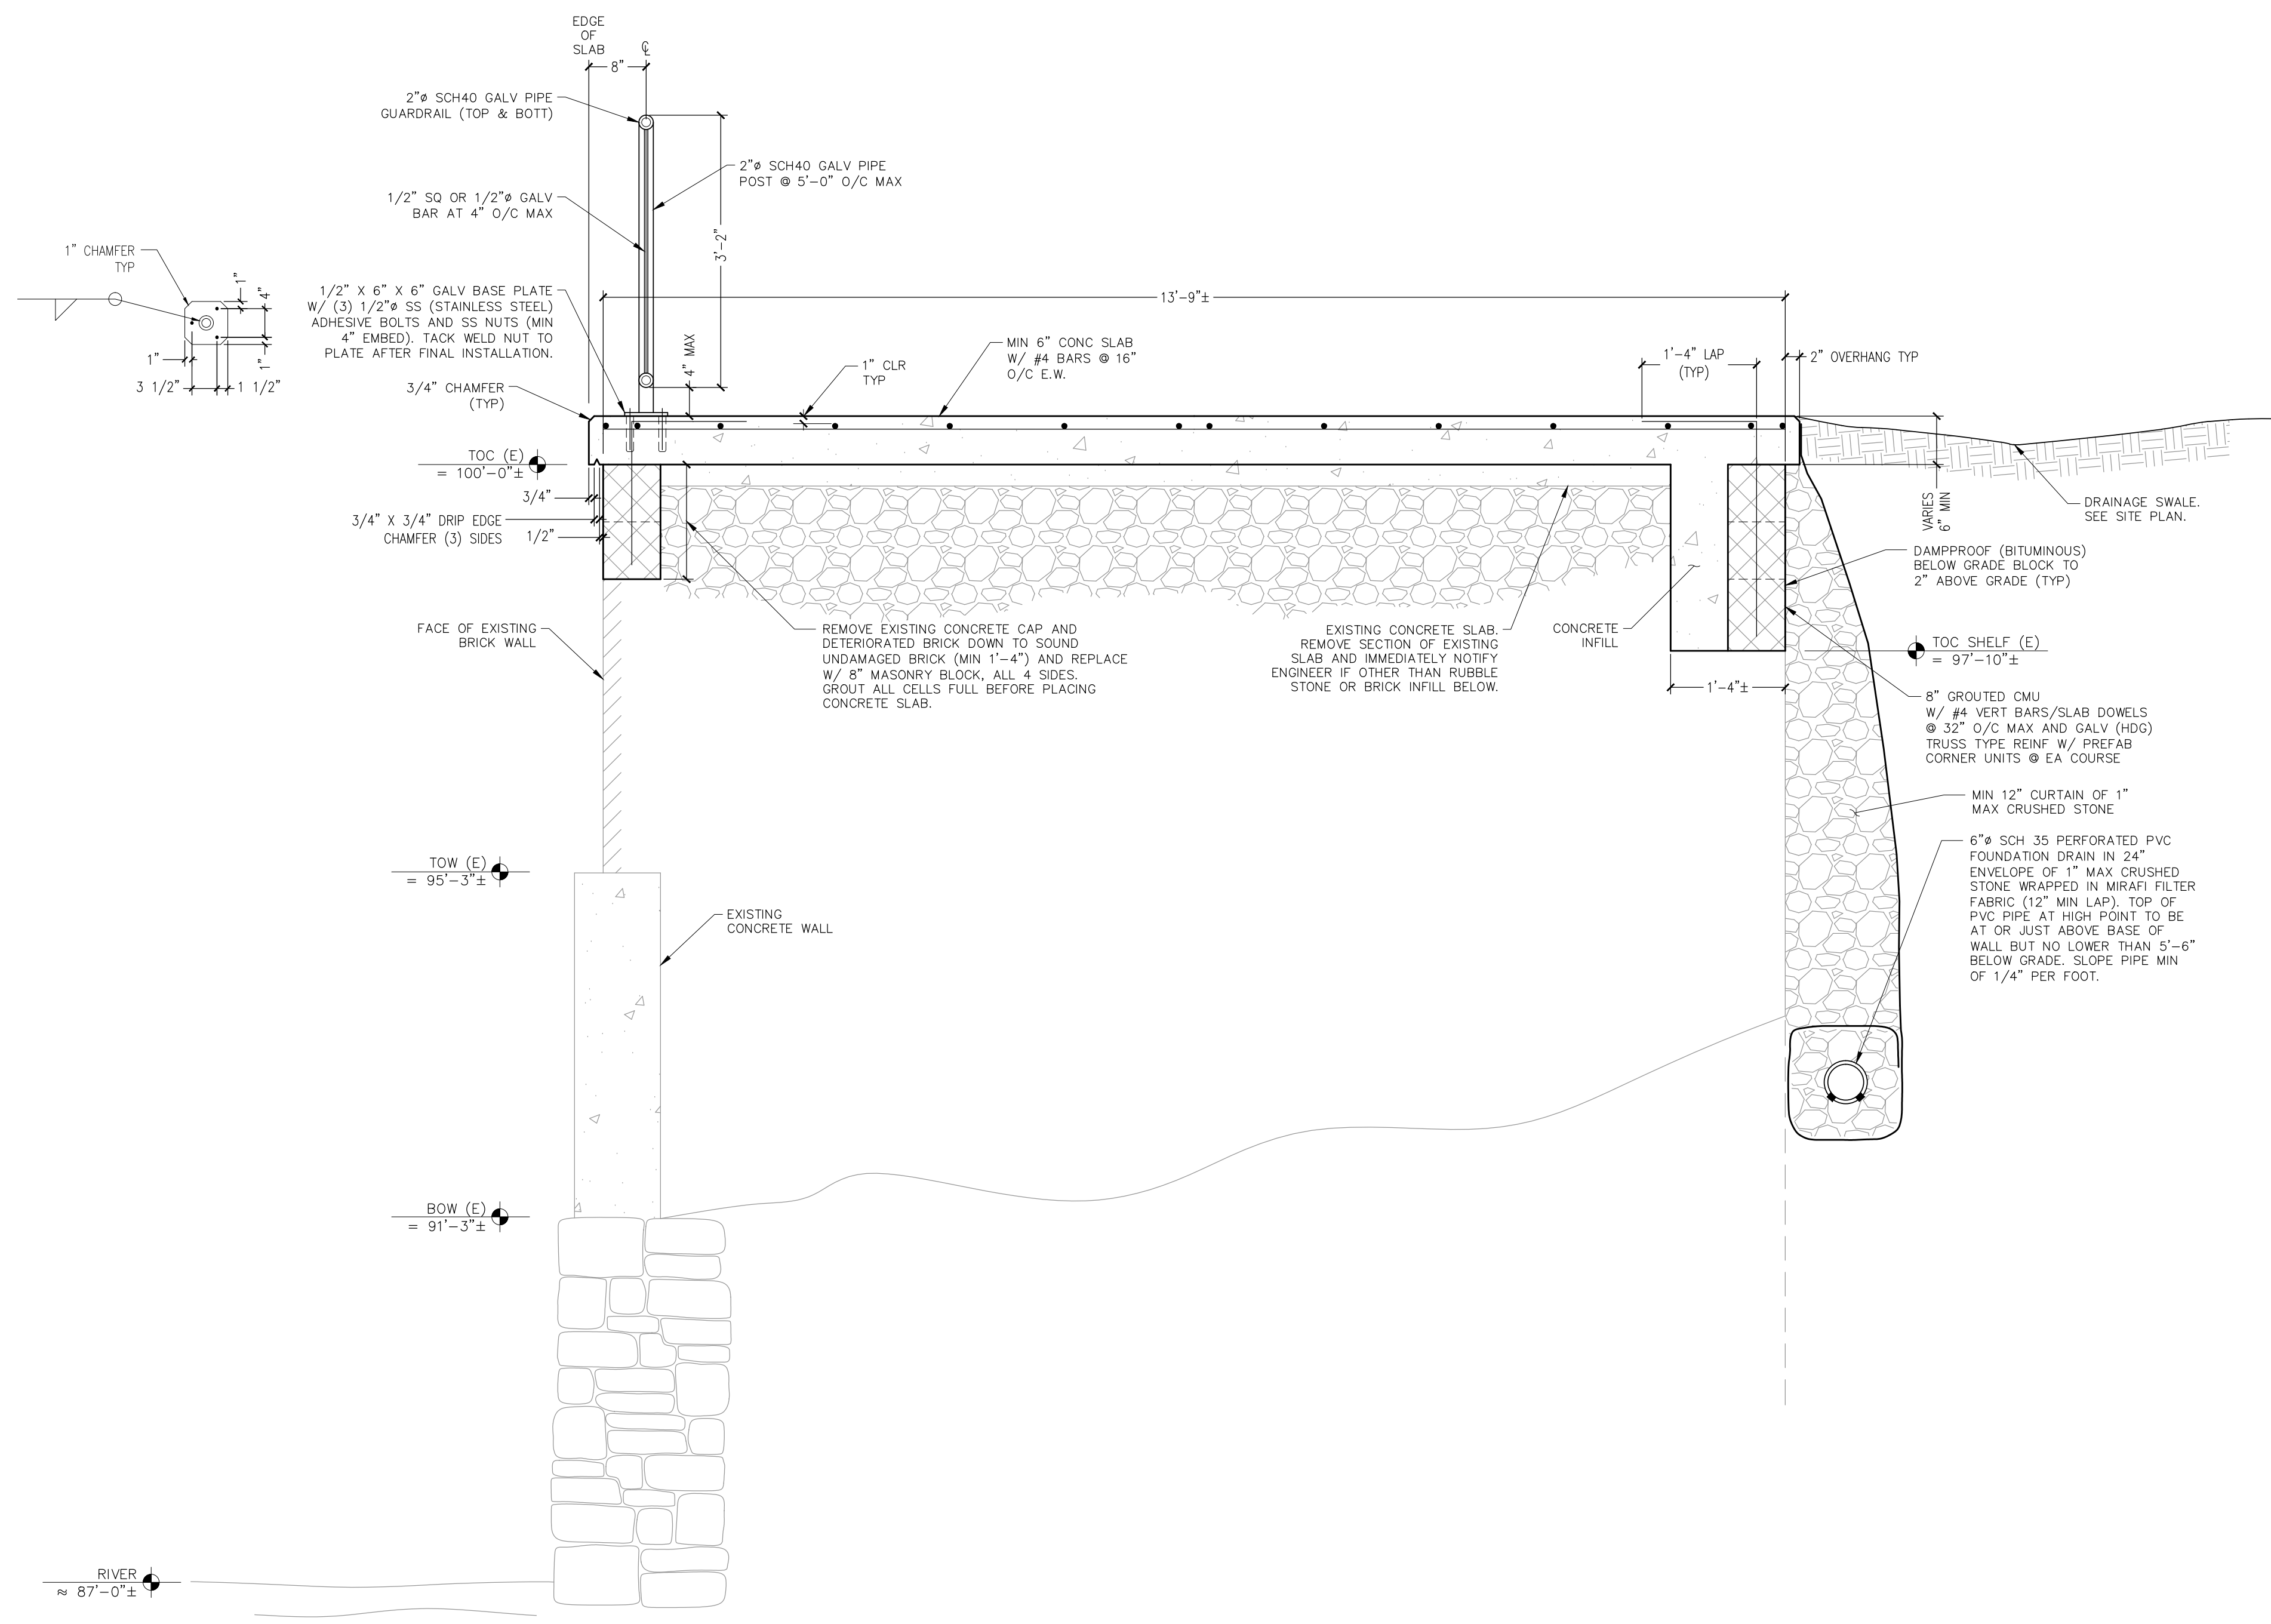 EDGE
OF
SLAB
℄
8”
2”ø SCH40 GALV PIPE
GUARDRAIL (TOP & BOTT)
2”ø SCH40 GALV PIPE
POST @ 5’-0” O/C MAX
1/2” SQ OR 1/2”ø GALV
BAR AT 4” O/C MAX
3’-2”
1” CHAMFER
TYP
1”
4”
1”
1”
3 1/2”
1 1/2”
1/2” X 6” X 6” GALV BASE PLATE
W/ (3) 1/2”ø SS (STAINLESS STEEL)
ADHESIVE BOLTS AND SS NUTS (MIN
4” EMBED). TACK WELD NUT TO
PLATE AFTER FINAL INSTALLATION.
3/4” CHAMFER
(TYP)
4” MAX
13’-9”±
1” CLR
TYP
MIN 6” CONC SLAB
W/ #4 BARS @ 16”
O/C E.W.
1’-4” LAP
(TYP)
2” OVERHANG TYP
TOC (E)
= 100’-0”±
3/4”
3/4” X 3/4” DRIP EDGE
CHAMFER (3) SIDES
1/2”
VARIES
6” MIN
DRAINAGE SWALE.
SEE SITE PLAN.
DAMPPROOF (BITUMINOUS)
BELOW GRADE BLOCK TO
2” ABOVE GRADE (TYP)
FACE OF EXISTING
BRICK WALL
REMOVE EXISTING CONCRETE CAP AND
DETERIORATED BRICK DOWN TO SOUND
UNDAMAGED BRICK (MIN 1’-4”) AND REPLACE
W/ 8” MASONRY BLOCK, ALL 4 SIDES.
GROUT ALL CELLS FULL BEFORE PLACING
CONCRETE SLAB.
EXISTING CONCRETE SLAB.
REMOVE SECTION OF EXISTING
SLAB AND IMMEDIATELY NOTIFY
ENGINEER IF OTHER THAN RUBBLE
STONE OR BRICK INFILL BELOW.
CONCRETE
INFILL
TOC SHELF (E)
= 97’-10”±
1’-4”±
8” GROUTED CMU
W/ #4 VERT BARS/SLAB DOWELS
@ 32” O/C MAX AND GALV (HDG)
TRUSS TYPE REINF W/ PREFAB
CORNER UNITS @ EA COURSE
MIN 12” CURTAIN OF 1”
MAX CRUSHED STONE
6”ø SCH 35 PERFORATED PVC
FOUNDATION DRAIN IN 24”
ENVELOPE OF 1” MAX CRUSHED
STONE WRAPPED IN MIRAFI FILTER
FABRIC (12” MIN LAP). TOP OF
PVC PIPE AT HIGH POINT TO BE
AT OR JUST ABOVE BASE OF
WALL BUT NO LOWER THAN 5’-6”
BELOW GRADE. SLOPE PIPE MIN
OF 1/4” PER FOOT.
TOW (E)
= 95’-3”±
EXISTING
CONCRETE WALL
BOW (E)
= 91’-3”±
RIVER
≈ 87’-0”±